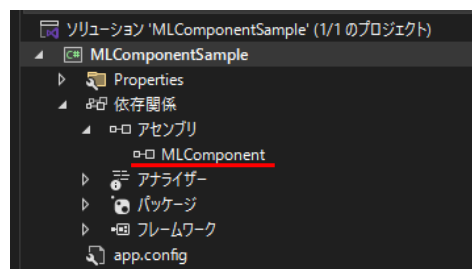 ソリューション 'MLComponentSample' (1/1 のプロジェクト)
C# MLComponentSample
Properties
依存関係
アセンブリ
MLComponent
アナライザー
パッケージ
フレームワーク
app.config